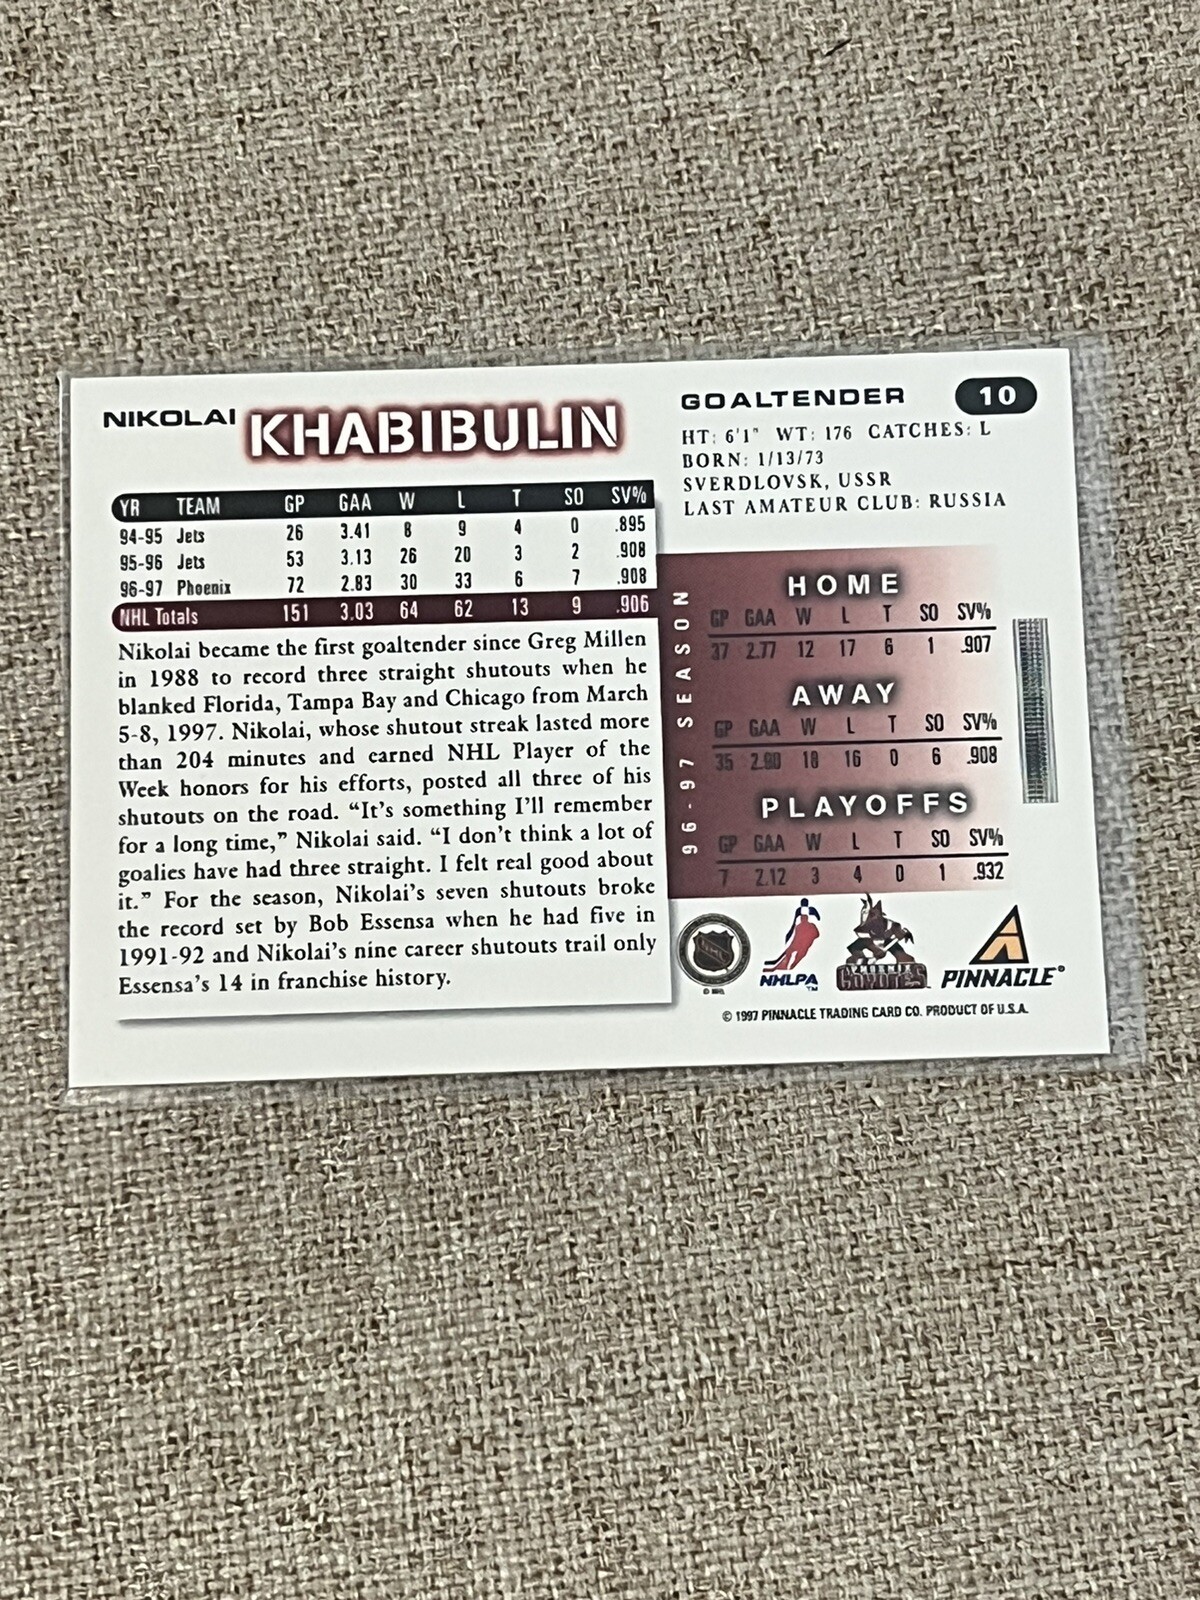 NIKOLAI KHABIBULIN
YR TEAM GP GAA W L T SO SV%
94-95 Jets 26 3.41 8 9 4 0 .895
95-96 Jets 53 3.13 26 20 3 2 .908
96-97 Phoenix 72 2.83 30 33 6 7 .908
NHL Totals 151 3.03 64 62 13 9 .906
Nikolai became the first goaltender since Greg Millen
in 1988 to record three straight shutouts when he
blanked Florida, Tampa Bay and Chicago from March
5-8, 1997. Nikolai, whose shutout streak lasted more
than 204 minutes and earned NHL Player of the
Week honors for his efforts, posted all three of his
shutouts on the road. “It's something I'll remember
for a long time,” Nikolai said. “I don't think a lot of
goalies have had three straight. I felt real good about
it.” For the season, Nikolai's seven shutouts broke
the record set by Bob Essensa when he had five in
1991-92 and Nikolai's nine career shutouts trail only
Essensa's 14 in franchise history.
GOALTENDER 10
HT: 6'1" WT: 176 CATCHES: L
BORN: 1/13/73
SVERDLOVSK, USSR
LAST AMATEUR CLUB: RUSSIA
96-97 SEASON
HOME
GP GAA W L T SO SV%
37 2.77 12 17 6 1 .907
AWAY
GP GAA W L T SO SV%
35 2.90 18 16 0 6 .908
PLAYOFFS
GP GAA W L T SO SV%
7 2.12 3 4 0 1 .932
NHL
© NHL
NHLPA
TM
PHOENIX
COYOTES
PINNACLE®
© 1997 PINNACLE TRADING CARD CO. PRODUCT OF U.S.A.